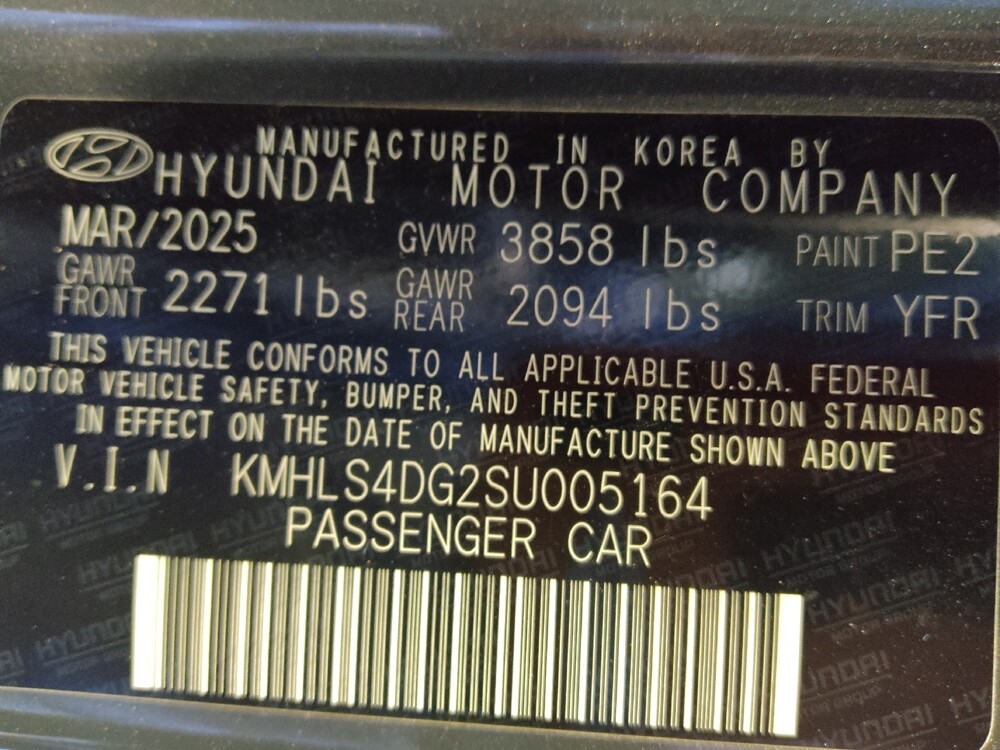 MANUFACTURED IN KOREA BY
HYUNDAI MOTOR COMPANY
MAR/2025 GVWR 3858 lbs PAINT PE2
GAWR FRONT 2271 lbs GAWR REAR 2094 lbs TRIM YFR
THIS VEHICLE CONFORMS TO ALL APPLICABLE U.S.A. FEDERAL
MOTOR VEHICLE SAFETY, BUMPER, AND THEFT PREVENTION STANDARDS
IN EFFECT ON THE DATE OF MANUFACTURE SHOWN ABOVE
V.I.N KMHLS4DG2SU005164
PASSENGER CAR